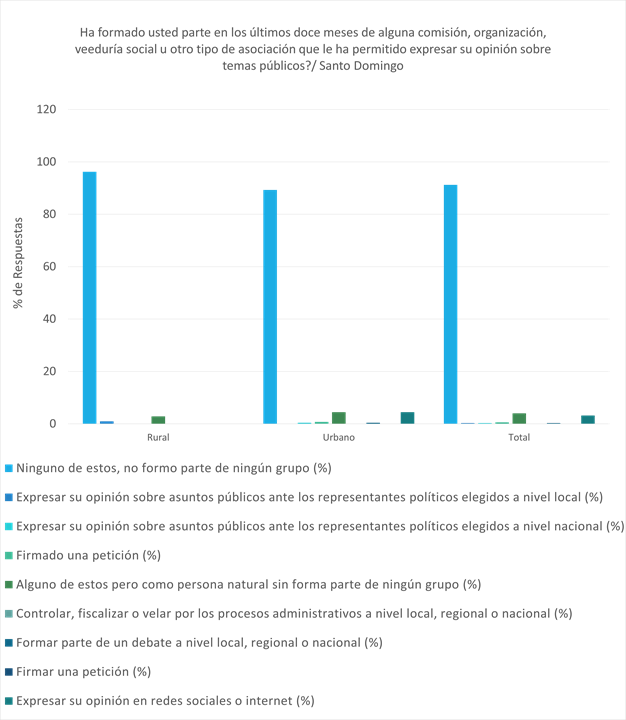 Ha formado usted parte en los últimos doce meses de alguna comisión, organización,
veeduría social u otro tipo de asociación que le ha permitido expresar su opinión sobre
temas públicos?/ Santo Domingo
120
100
80
60
40
20
0
% de Respuestas
Rural
Urbano
Total
Ninguno de estos, no formo parte de ningún grupo (%)
Expresar su opinión sobre asuntos públicos ante los representantes políticos elegidos a nivel local (%)
Expresar su opinión sobre asuntos públicos ante los representantes políticos elegidos a nivel nacional (%)
Firmado una petición (%)
Alguno de estos pero como persona natural sin forma parte de ningún grupo (%)
Controlar, fiscalizar o velar por los procesos administrativos a nivel local, regional o nacional (%)
Formar parte de un debate a nivel local, regional o nacional (%)
Firmar una petición (%)
Expresar su opinión en redes sociales o internet (%)